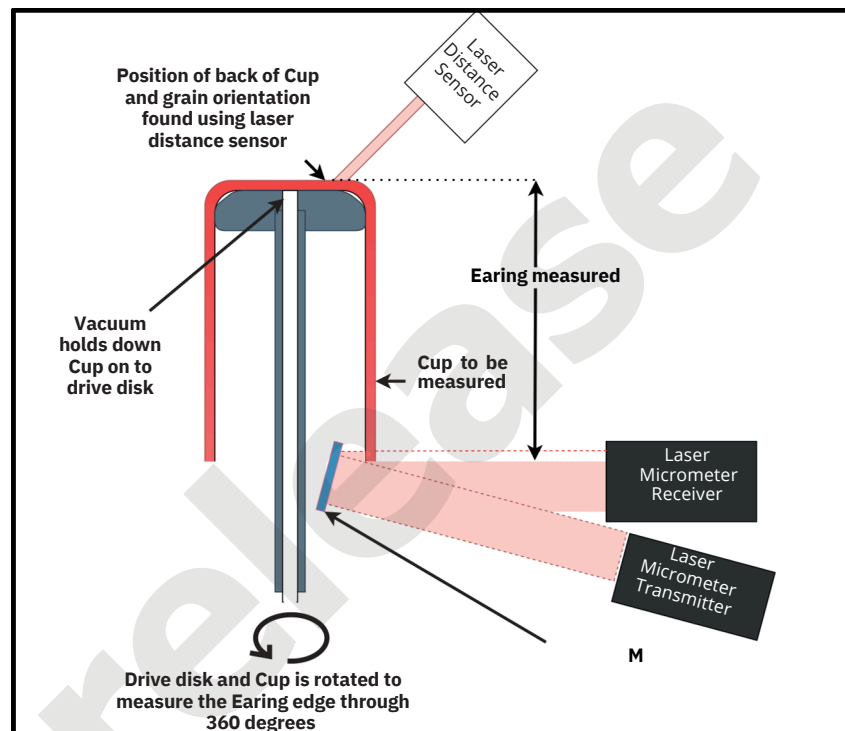 Laser
Distance
Sensor
Position of back of Cup
and grain orientation
found using laser
distance sensor
Earing measured
Vacuum
holds down
Cup on to
drive disk
Cup to be
measured
Laser
Micrometer
Receiver
Laser
Micrometer
Transmitter
M
Drive disk and Cup is rotated to
measure the Earing edge through
360 degrees
release